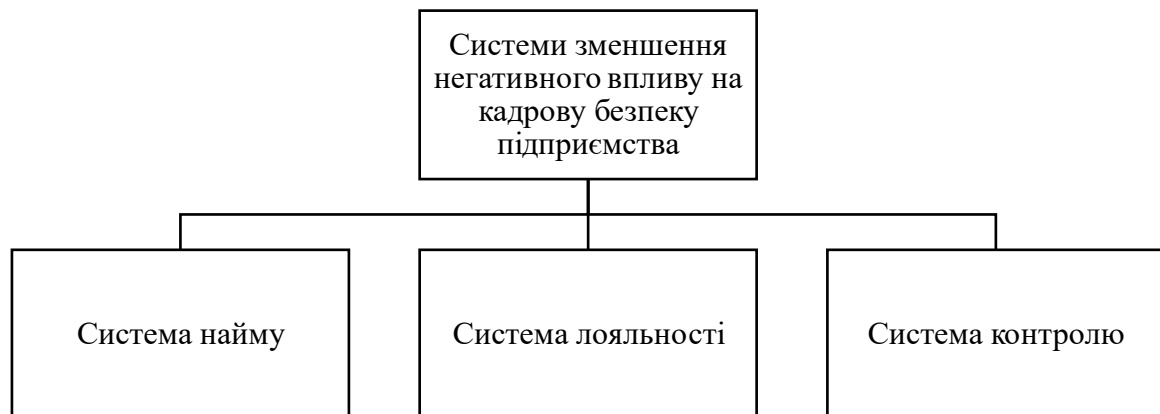 Системи зменшення
негативного впливу на
кадрову безпеку
підприємства
Система найму
Система лояльності
Система контролю